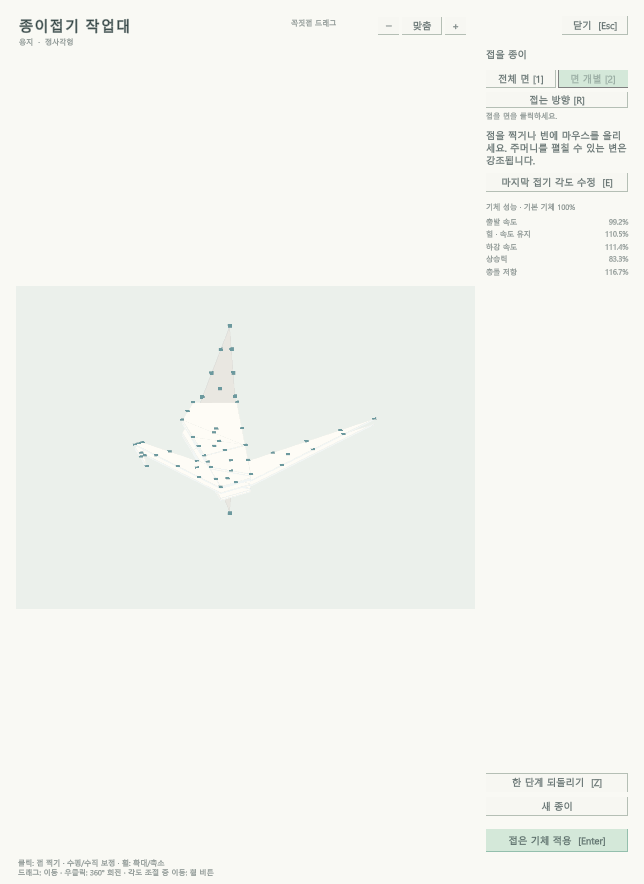 종이접기 작업대
용지 · 정사각형
꼭짓점 드래그
− 맞춤 +
닫기 [Esc]
접을 종이
전체 면 [1] 면 개별 [2]
접는 방향 [R]
접을 면을 클릭하세요.
점을 찍거나 변에 마우스를 올리
세요. 주머니를 펼칠 수 있는 변은
강조됩니다.
마지막 접기 각도 수정 [E]
기체 성능 · 기본 기체 100%
출발 속도 99.2%
힘 · 속도 유지 110.5%
하강 속도 111.4%
상승력 83.3%
충돌 저항 116.7%
한 단계 되돌리기 [Z]
새 종이
접은 기체 적용 [Enter]
클릭: 점 찍기 · 수평/수직 보정 · 휠: 확대/축소
드래그: 이동 · 우클릭: 360° 회전 · 각도 조절 중 이동: 휠 버튼